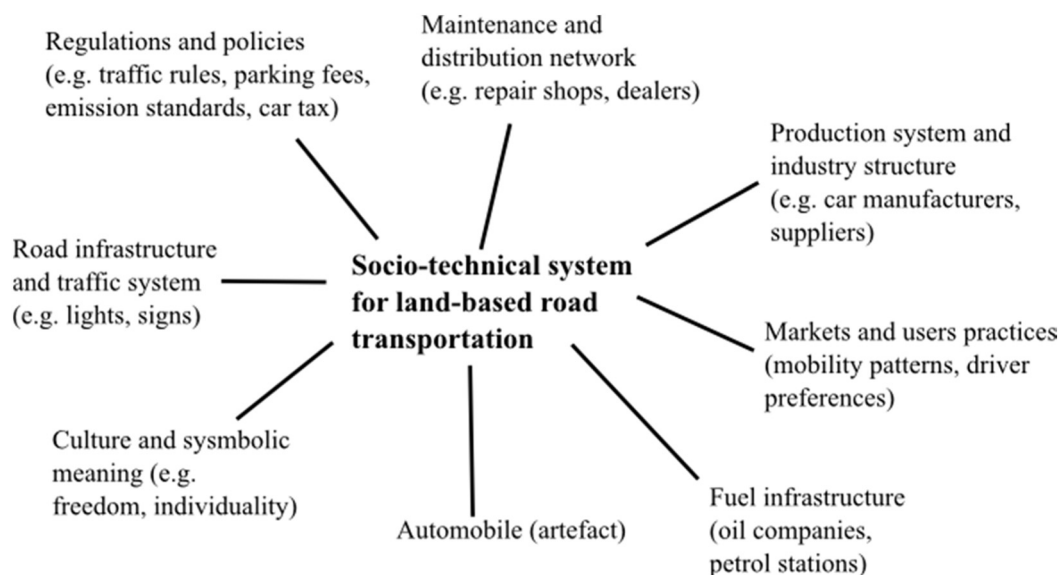 Regulations and policies
(e.g. traffic rules, parking fees,
emission standards, car tax)
Maintenance and
distribution network
(e.g. repair shops, dealers)
Production system and
industry structure
(e.g. car manufacturers,
suppliers)
Road infrastructure
and traffic system
(e.g. lights, signs)
Socio-technical system
for land-based road
transportation
Markets and users practices
(mobility patterns, driver
preferences)
Culture and sysmbolic
meaning (e.g.
freedom, individuality)
Automobile (artefact)
Fuel infrastructure
(oil companies,
petrol stations)